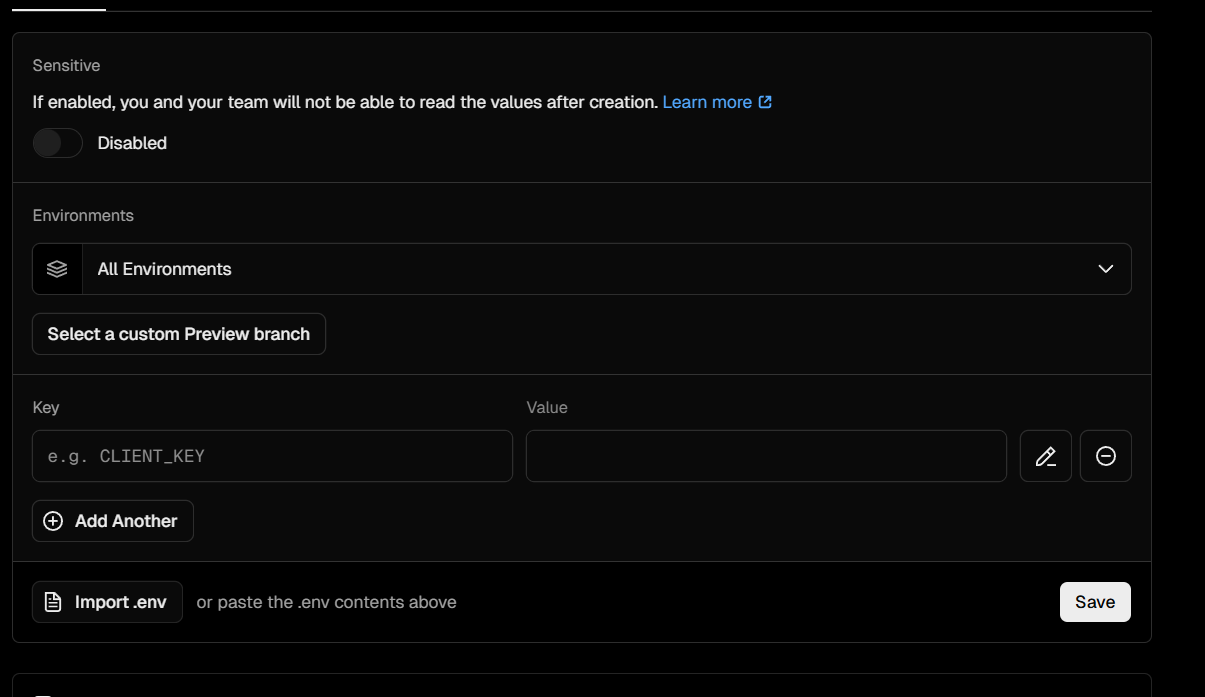 Sensitive
If enabled, you and your team will not be able to read the values after creation. Learn more
Disabled
Environments
All Environments
Select a custom Preview branch
Key
Value
e.g. CLIENT_KEY
Add Another
Import .env
or paste the .env contents above
Save